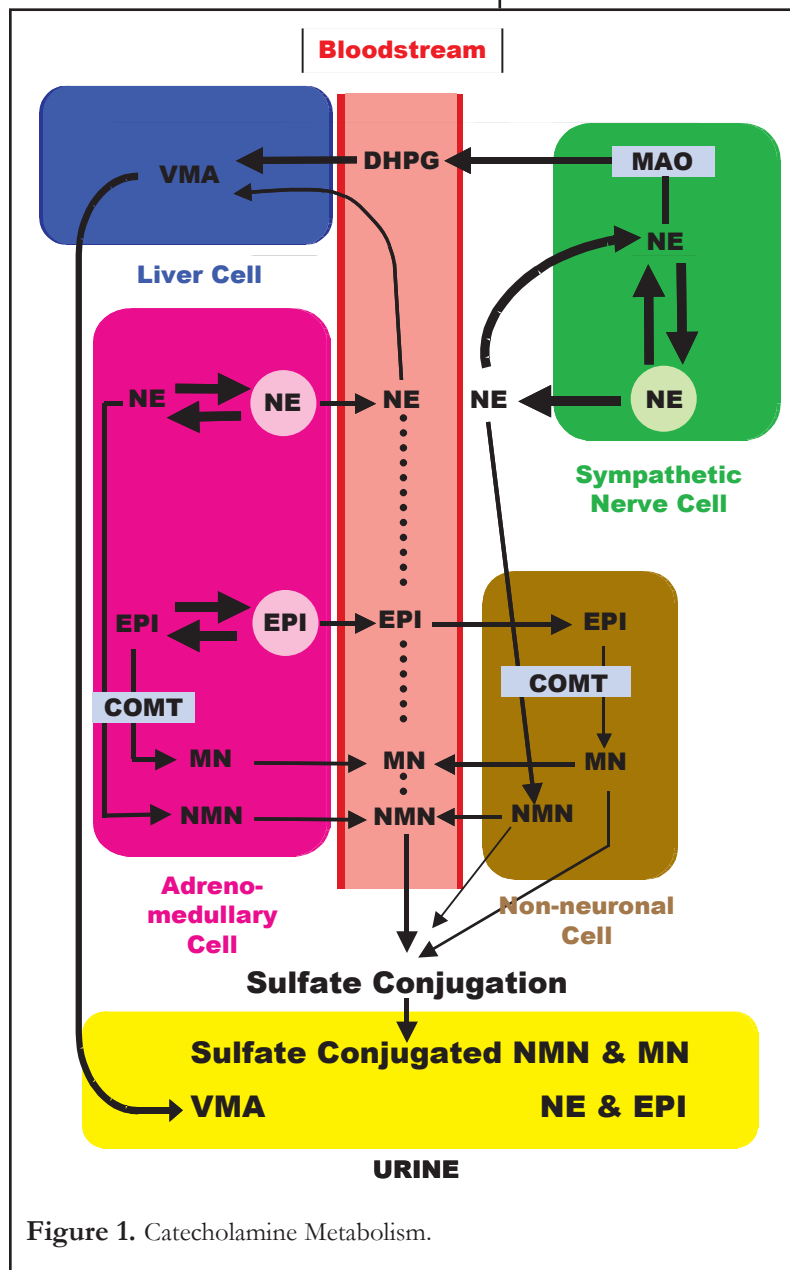 Bloodstream
VMA
DHPG
MAO
NE
Liver Cell
NE
NE
NE
NE
NE
Sympathetic
Nerve Cell
EPI
EPI
EPI
EPI
COMT
COMT
MN
MN
MN
NMN
NMN
NMN
Adreno-
medullary
Cell
Non-neuronal
Cell
Sulfate Conjugation
Sulfate Conjugated NMN & MN
VMA
NE & EPI
URINE
Figure 1. Catecholamine Metabolism.